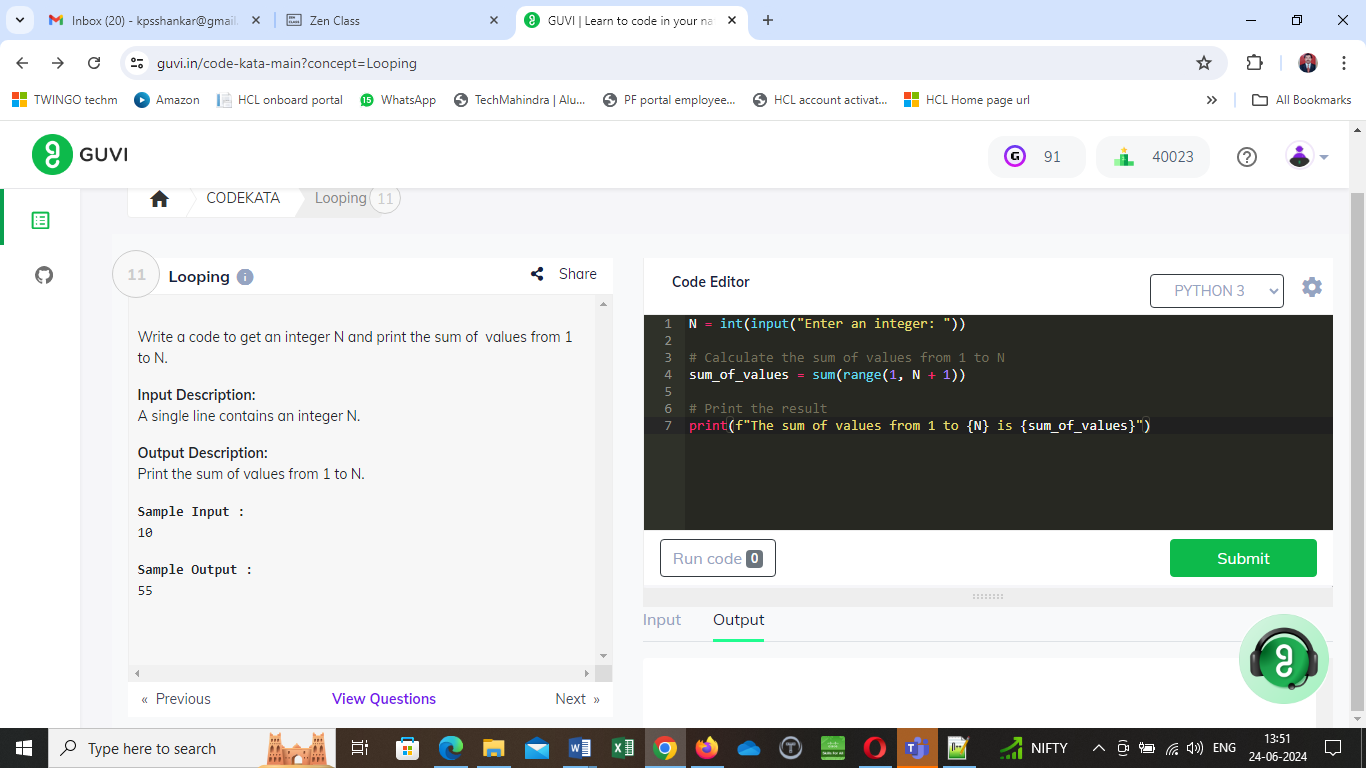 Inbox (20) - kpsshankar@gmail.
Zen Class
GUVI | Learn to code in your na
guvi.in/code-kata-main?concept=Looping
TWINGO techm
Amazon
HCL onboard portal
WhatsApp
TechMahindra | Alu...
PF portal employee...
HCL account activat...
HCL Home page url
»
All Bookmarks
GUVI
91
40023
CODEKATA
Looping 11
11 Looping
Share
Write a code to get an integer N and print the sum of values from 1
to N.
Input Description:
A single line contains an integer N.
Output Description:
Print the sum of values from 1 to N.
Sample Input :
10
Sample Output :
55
« Previous
View Questions
Next »
Code Editor
PYTHON 3
1 N = int(input("Enter an integer: "))
2
3 # Calculate the sum of values from 1 to N
4 sum_of_values = sum(range(1, N + 1))
5
6 # Print the result
7 print(f"The sum of values from 1 to {N} is {sum_of_values}")
Run code 0
Submit
Input
Output
Type here to search
NIFTY
ENG
13:51
24-06-2024